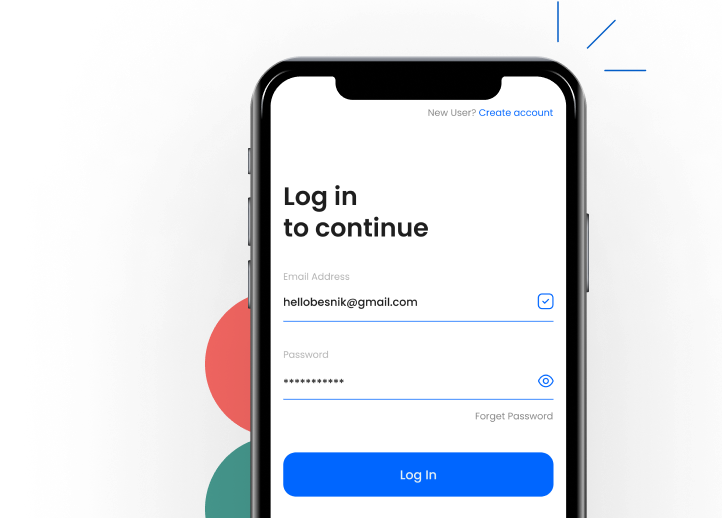 New User? Create account
Log in
to continue
Email Address
hellobesnik@gmail.com
Password
***********
Forget Password
Log In